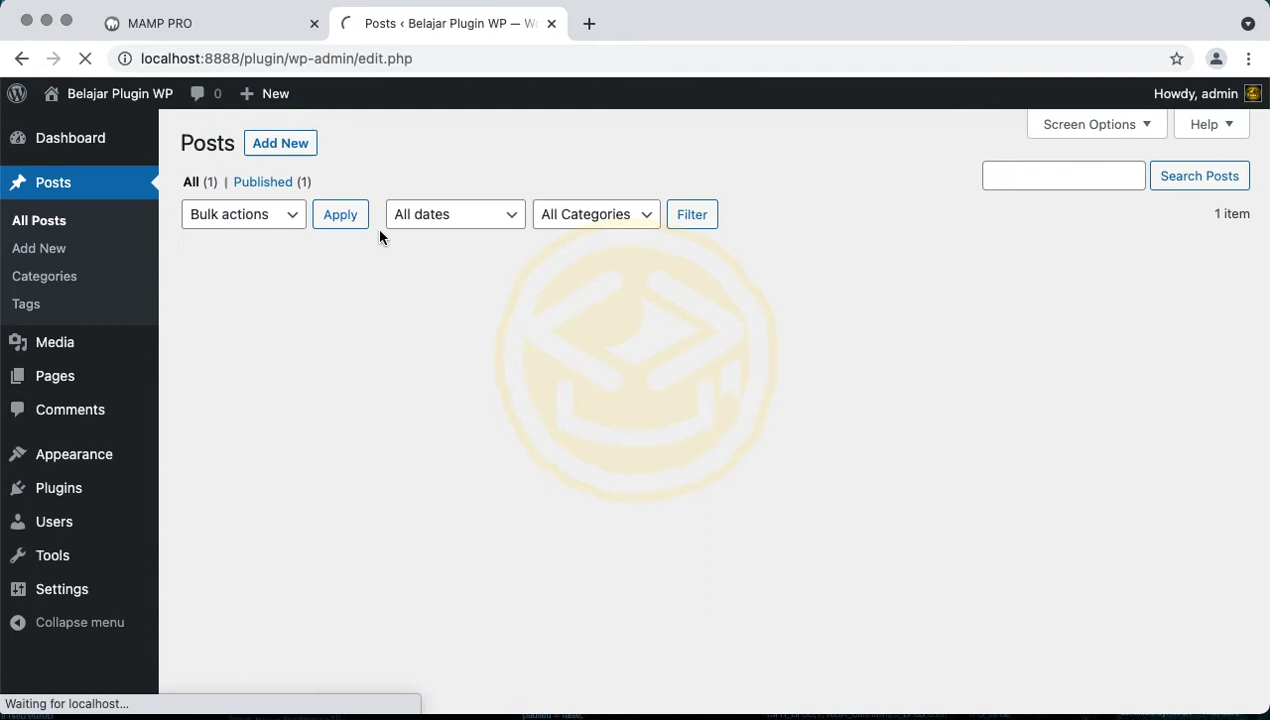 MAMP PRO
Posts ‹ Belajar Plugin WP — Wo
localhost:8888/plugin/wp-admin/edit.php
Belajar Plugin WP 0 New Howdy, admin
Dashboard
Posts
All Posts
Add New
Categories
Tags
Media
Pages
Comments
Appearance
Plugins
Users
Tools
Settings
Collapse menu
Screen Options Help
Posts Add New
All (1) | Published (1)
Search Posts
Bulk actions Apply All dates All Categories Filter 1 item
Waiting for localhost...